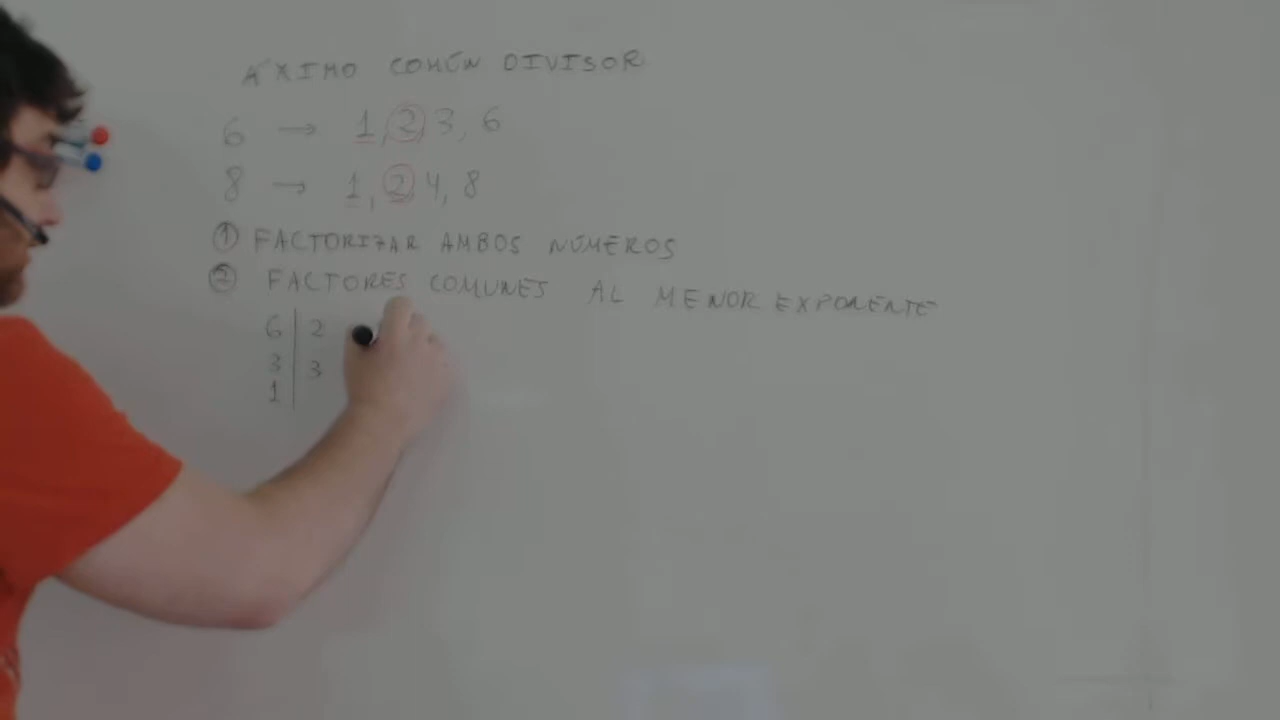 ÁXIMO COMÚN DIVISOR
6 → 1, 2, 3, 6
8 → 1, 2, 4, 8
① FACTORIZAR AMBOS NÚMEROS
② FACTORES COMUNES AL MENOR EXPONENTE
6 | 2
3 | 3
1 |